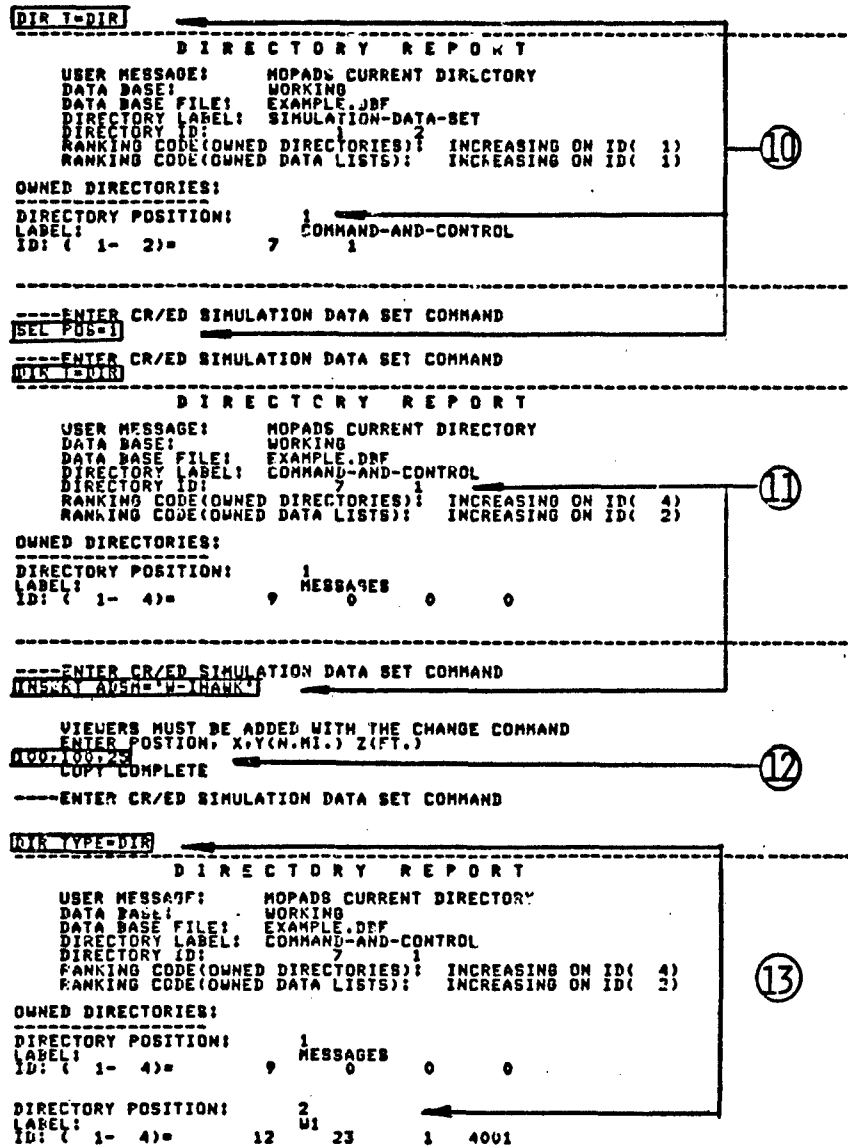 DIR T=DIR
DIRECTORY REPORT
USER MESSAGE: MOPADS CURRENT DIRECTORY
DATA BASE: WORKING
DATA BASE FILE: EXAMPLE.DBF
DIRECTORY LABEL: SIMULATION-DATA-SET
DIRECTORY ID: 1 2
RANKING CODE(OWNED DIRECTORIES): INCREASING ON ID( 1)
RANKING CODE(OWNED DATA LISTS): INCREASING ON ID( 1)
10
OWNED DIRECTORIES:
DIRECTORY POSITION: 1
LABEL: COMMAND-AND-CONTROL
ID: ( 1- 2)= 7 1
----ENTER CR/ED SIMULATION DATA SET COMMAND
SEL POS=1
----ENTER CR/ED SIMULATION DATA SET COMMAND
DIR T=DIR
DIRECTORY REPORT
USER MESSAGE: MOPADS CURRENT DIRECTORY
DATA BASE: WORKING
DATA BASE FILE: EXAMPLE.DBF
DIRECTORY LABEL: COMMAND-AND-CONTROL
DIRECTORY ID: 7 1
RANKING CODE(OWNED DIRECTORIES): INCREASING ON ID( 4)
RANKING CODE(OWNED DATA LISTS): INCREASING ON ID( 2)
11
OWNED DIRECTORIES:
DIRECTORY POSITION: 1
LABEL: MESSAGES
ID: ( 1- 4)= 9 0 0 0
----ENTER CR/ED SIMULATION DATA SET COMMAND
INSERT ADSM='W-IHAWK'
VIEWERS MUST BE ADDED WITH THE CHANGE COMMAND
ENTER POSTION, X,Y(N.MI.) Z(FT.)
100,100,25
COPY COMPLETE
12
----ENTER CR/ED SIMULATION DATA SET COMMAND
DIR TYPE=DIR
DIRECTORY REPORT
USER MESSAGE: MOPADS CURRENT DIRECTORY
DATA BASE: WORKING
DATA BASE FILE: EXAMPLE.DBF
DIRECTORY LABEL: COMMAND-AND-CONTROL
DIRECTORY ID: 7 1
RANKING CODE(OWNED DIRECTORIES): INCREASING ON ID( 4)
RANKING CODE(OWNED DATA LISTS): INCREASING ON ID( 2)
13
OWNED DIRECTORIES:
DIRECTORY POSITION: 1
LABEL: MESSAGES
ID: ( 1- 4)= 9 0 0 0
DIRECTORY POSITION: 2
LABEL: W1
ID: ( 1- 4)= 12 23 1 4001